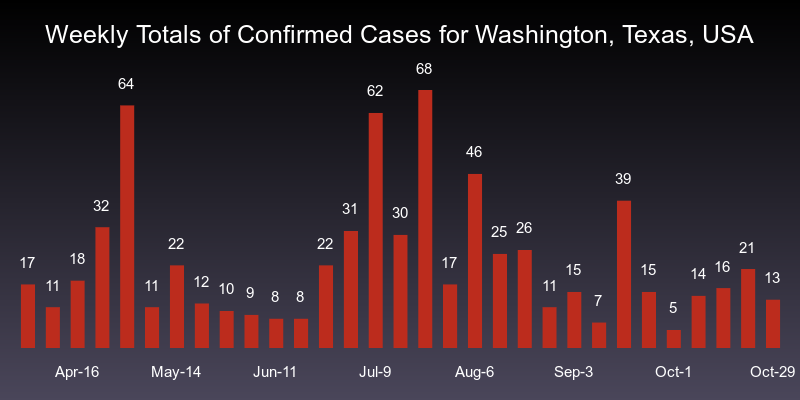 Weekly Totals of Confirmed Cases for Washington, Texas, USA
17 11 18 32 64 11 22 12 10 9 8 8 22 31 62 30 68 17 46 25 26 11 15 7 39 15 5 14 16 21 13
Apr-16 May-14 Jun-11 Jul-9 Aug-6 Sep-3 Oct-1 Oct-29